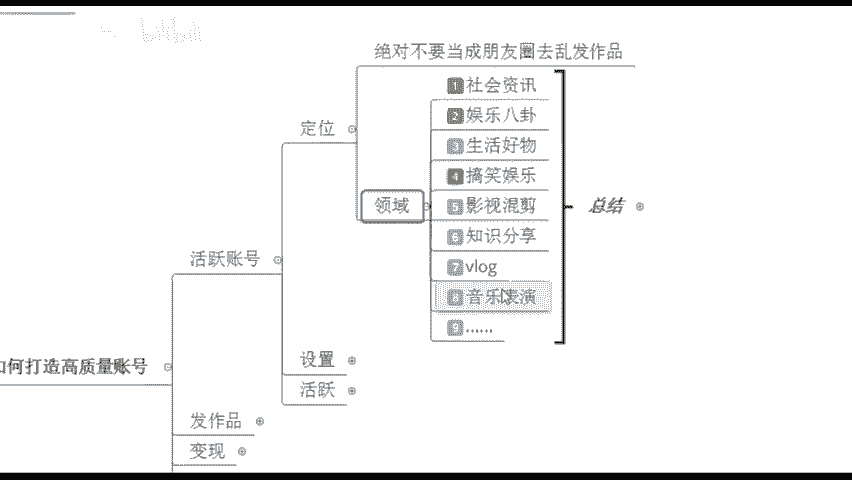 绝对不要当成朋友圈去乱发作品
1 社会资讯
2 娱乐八卦
定位
3 生活好物
4 搞笑娱乐
领域
5 影视混剪
总结
6 知识分享
活跃账号
7 vlog
8 音乐表演
9 ……
设置
如何打造高质量账号
活跃
发作品
变现